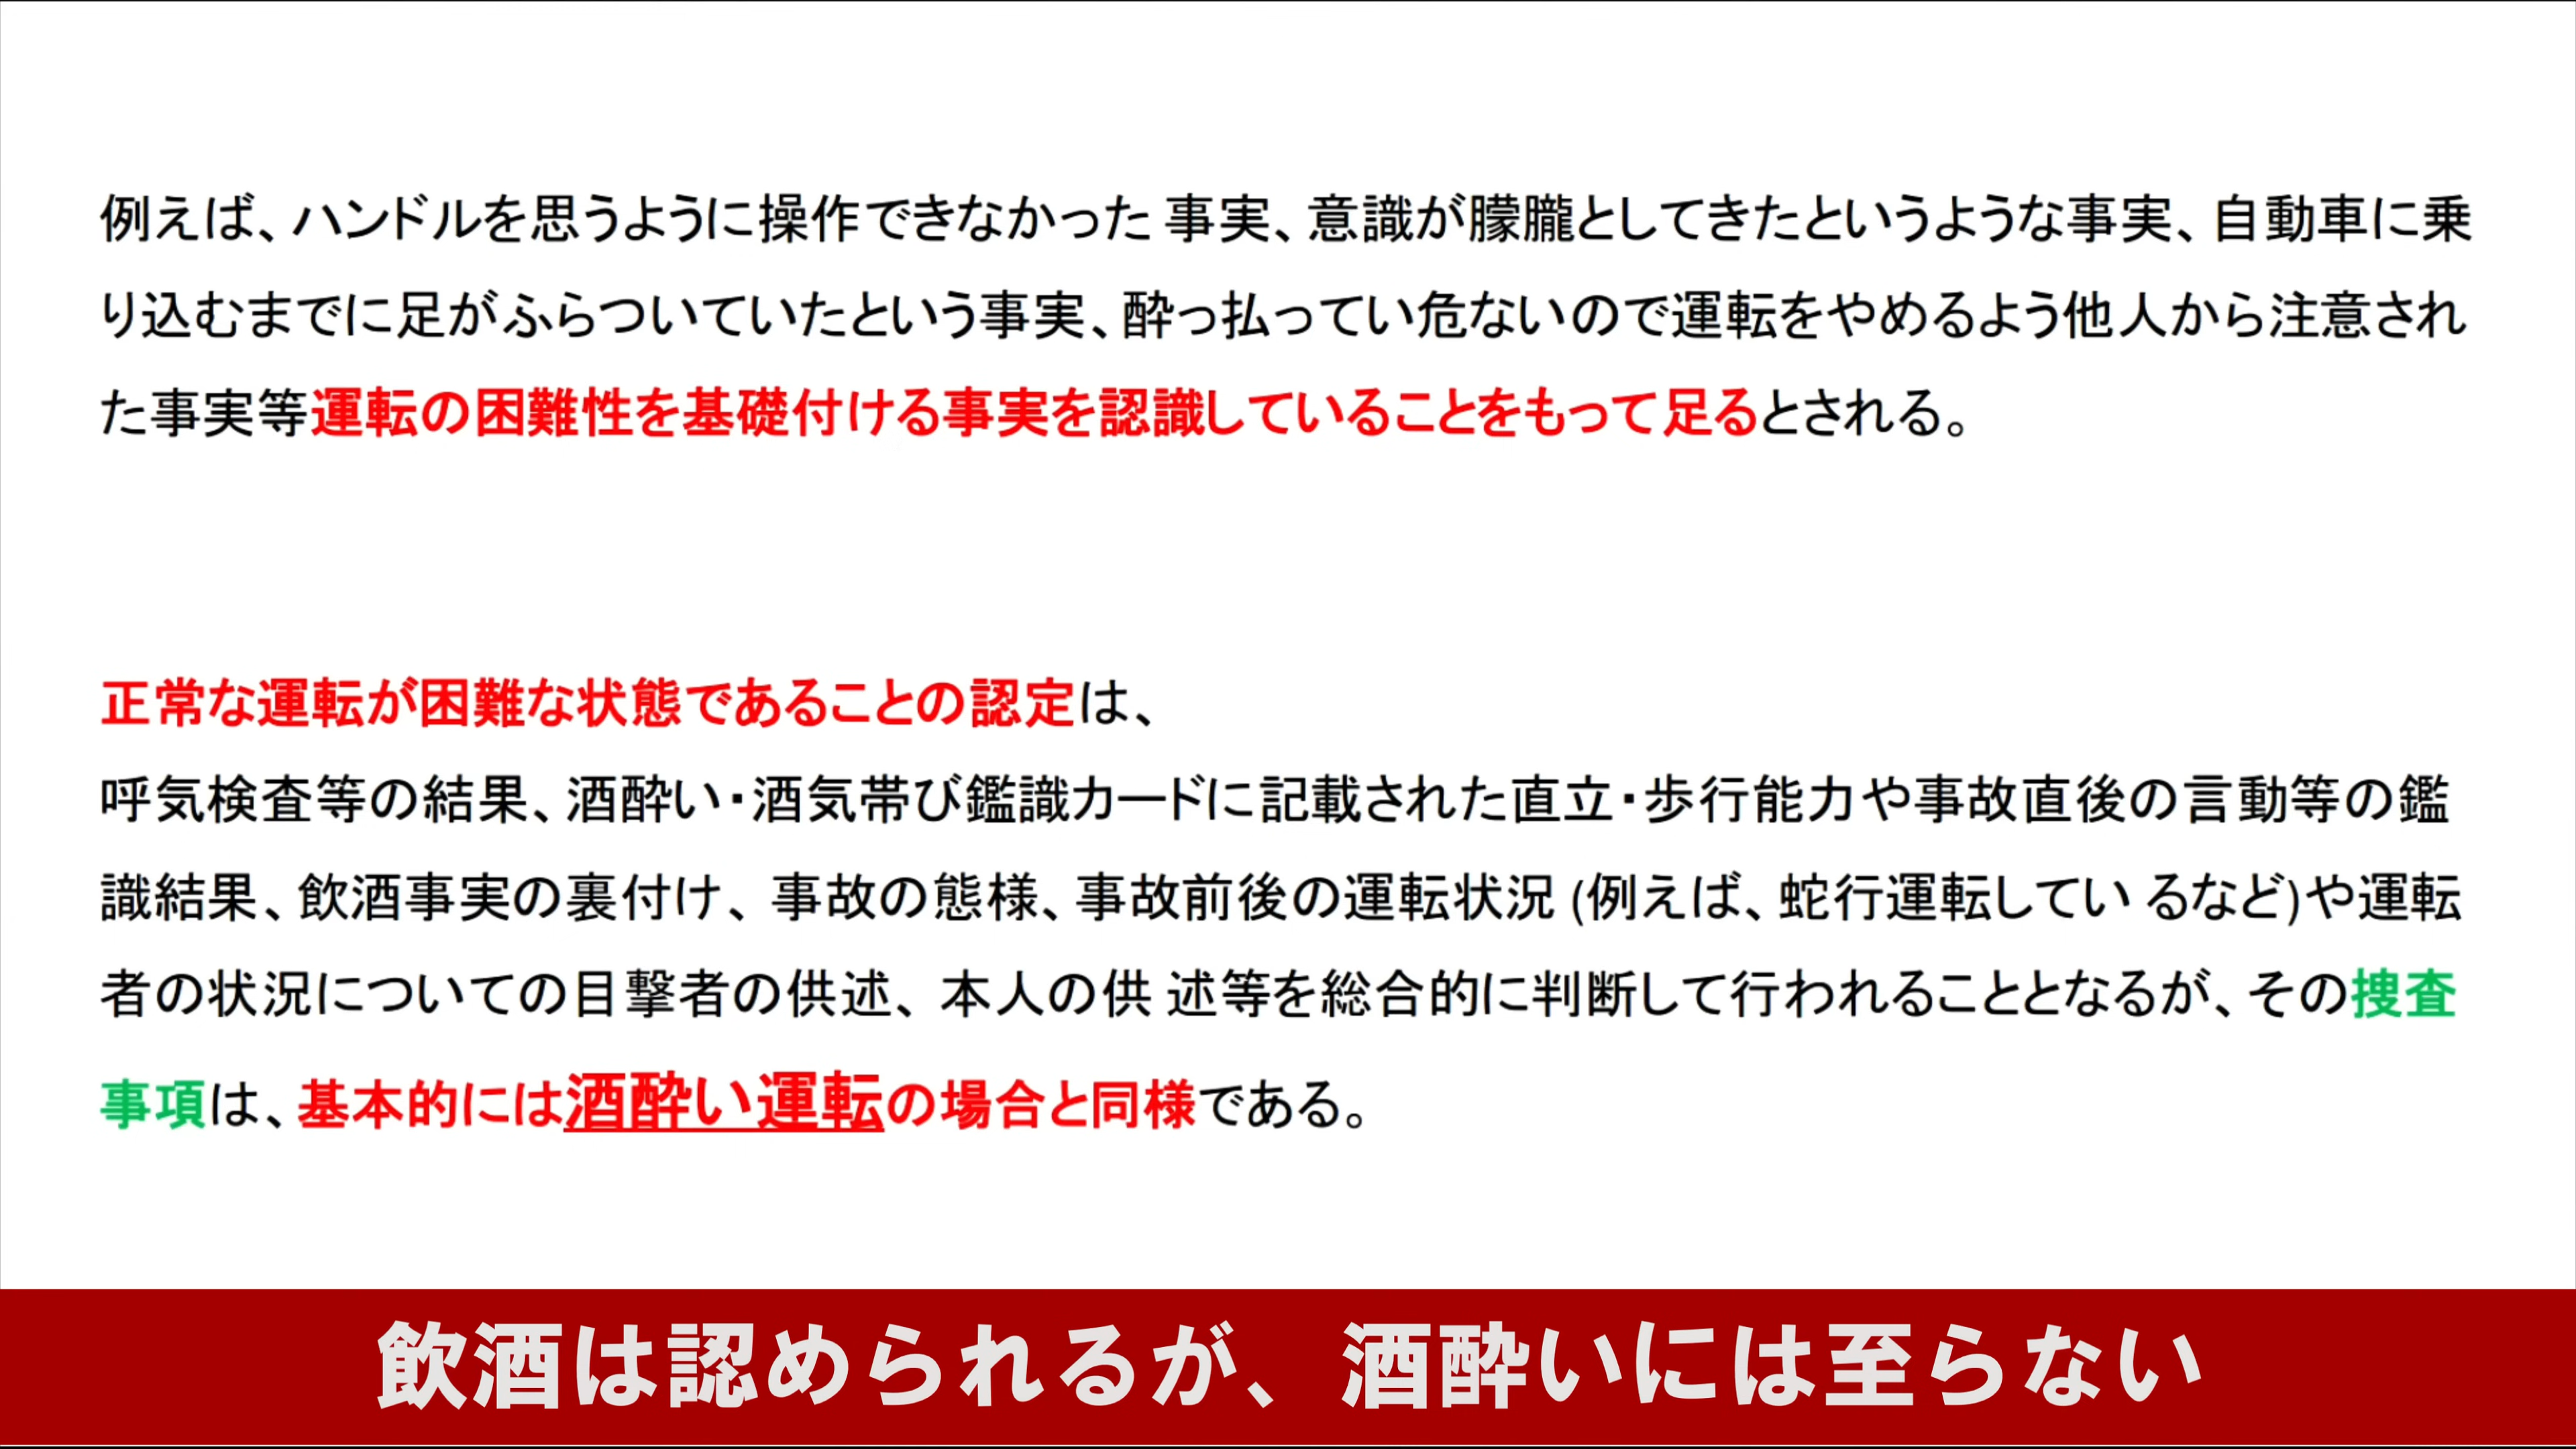 例えば、ハンドルを思うように操作できなかった 事実、意識が朦朧としてきたというような事実、自動車に乗
り込むまでに足がふらついていたという事実、酔っ払ってい危ないので運転をやめるよう他人から注意され
た事実等運転の困難性を基礎付ける事実を認識していることをもって足るとされる。
正常な運転が困難な状態であることの認定は、
呼気検査等の結果、酒酔い・酒気帯び鑑識カードに記載された直立・歩行能力や事故直後の言動等の鑑
識結果、飲酒事実の裏付け、事故の態様、事故前後の運転状況 (例えば、蛇行運転してい るなど)や運転
者の状況についての目撃者の供述、本人の供 述等を総合的に判断して行われることとなるが、その捜査
事項は、基本的には酒酔い運転の場合と同様である。
飲酒は認められるが、酒酔いには至らない